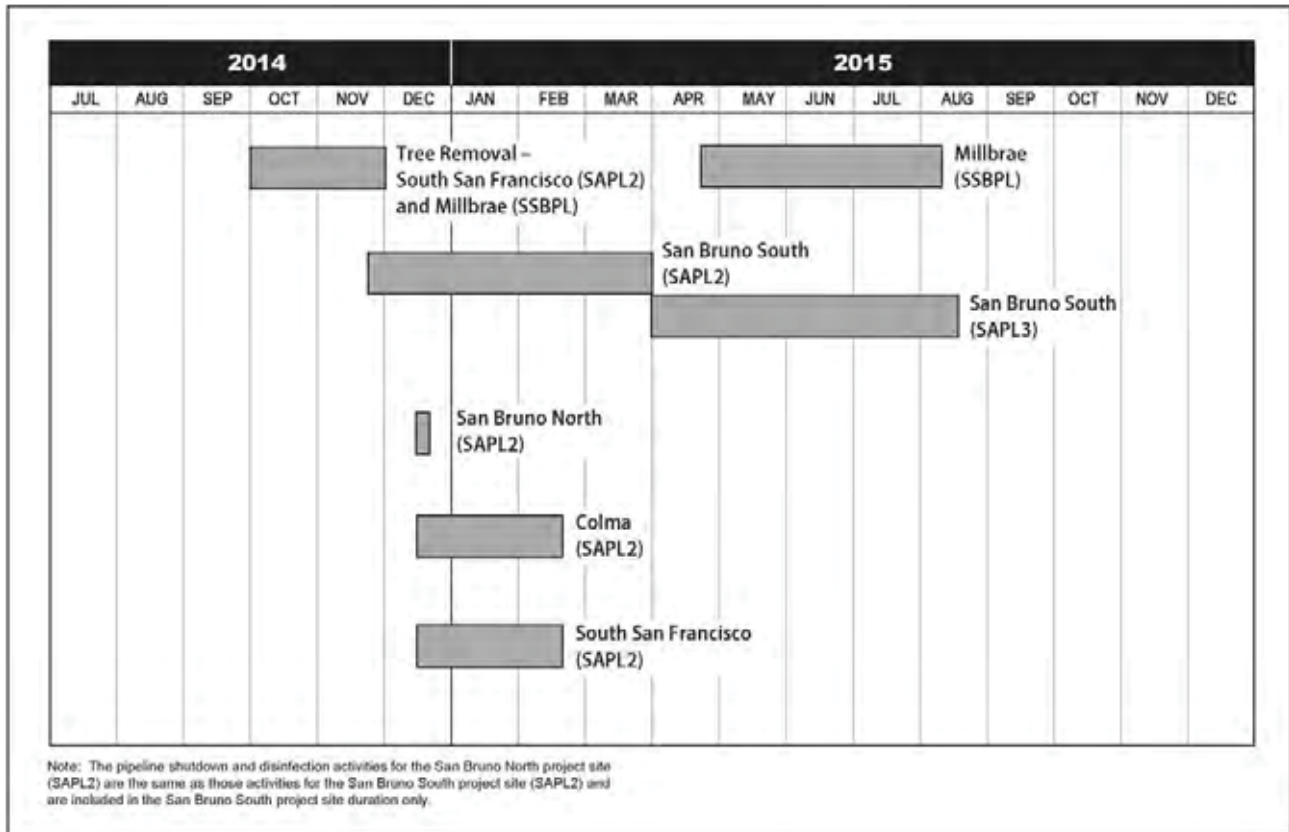 2014 2015
JUL AUG SEP OCT NOV DEC JAN FEB MAR APR MAY JUN JUL AUG SEP OCT NOV DEC
Tree Removal –
South San Francisco (SAPL2)
and Millbrae (SSBPL)
Millbrae
(SSBPL)
San Bruno South
(SAPL2)
San Bruno South
(SAPL3)
San Bruno North
(SAPL2)
Colma
(SAPL2)
South San Francisco
(SAPL2)
Note: The pipeline shutdown and disinfection activities for the San Bruno North project site
(SAPL2) are the same as those activities for the San Bruno South project site (SAPL2) and
are included in the San Bruno South project site duration only.